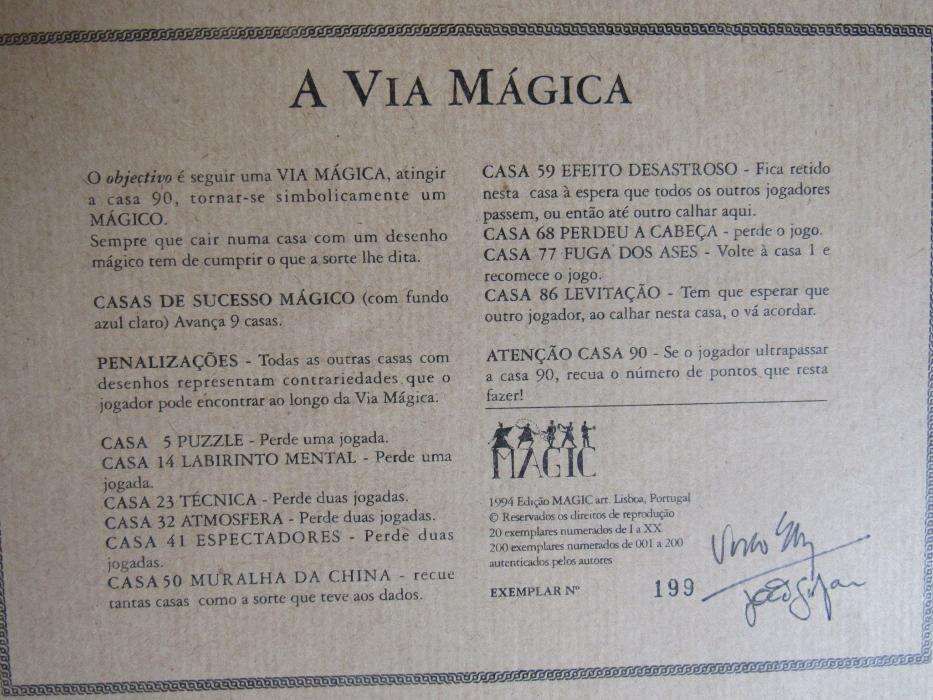 A VIA MÁGICA
O objectivo é seguir uma VIA MÁGICA, atingir
a casa 90, tornar-se simbolicamente um
MÁGICO.
Sempre que cair numa casa com um desenho
mágico tem de cumprir o que a sorte lhe dita.
CASAS DE SUCESSO MÁGICO (com fundo
azul claro) Avança 9 casas.
PENALIZAÇÕES - Todas as outras casas com
desenhos representam contrariedades que o
jogador pode encontrar ao longo da Via Mágica.
CASA 5 PUZZLE - Perde uma jogada.
CASA 14 LABIRINTO MENTAL - Perde uma
jogada.
CASA 23 TÉCNICA - Perde duas jogadas.
CASA 32 ATMOSFERA - Perde duas jogadas.
CASA 41 ESPECTADORES - Perde duas
jogadas.
CASA 50 MURALHA DA CHINA - recue
tantas casas como a sorte que teve aos dados.
CASA 59 EFEITO DESASTROSO - Fica retido
nesta casa à espera que todos os outros jogadores
passem, ou então até outro calhar aqui.
CASA 68 PERDEU A CABEÇA - perde o jogo.
CASA 77 FUGA DOS ASES - Volte à casa 1 e
recomece o jogo.
CASA 86 LEVITAÇÃO - Tem que esperar que
outro jogador, ao calhar nesta casa, o vá acordar.
ATENÇÃO CASA 90 - Se o jogador ultrapassar
a casa 90, recua o número de pontos que resta
fazer!
MAGIC
1994 Edição MAGIC art. Lisboa, Portugal
© Reservados os direitos de reprodução
20 exemplares numerados de I a XX
200 exemplares numerados de 001 a 200
autenticados pelos autores
EXEMPLAR Nº 199